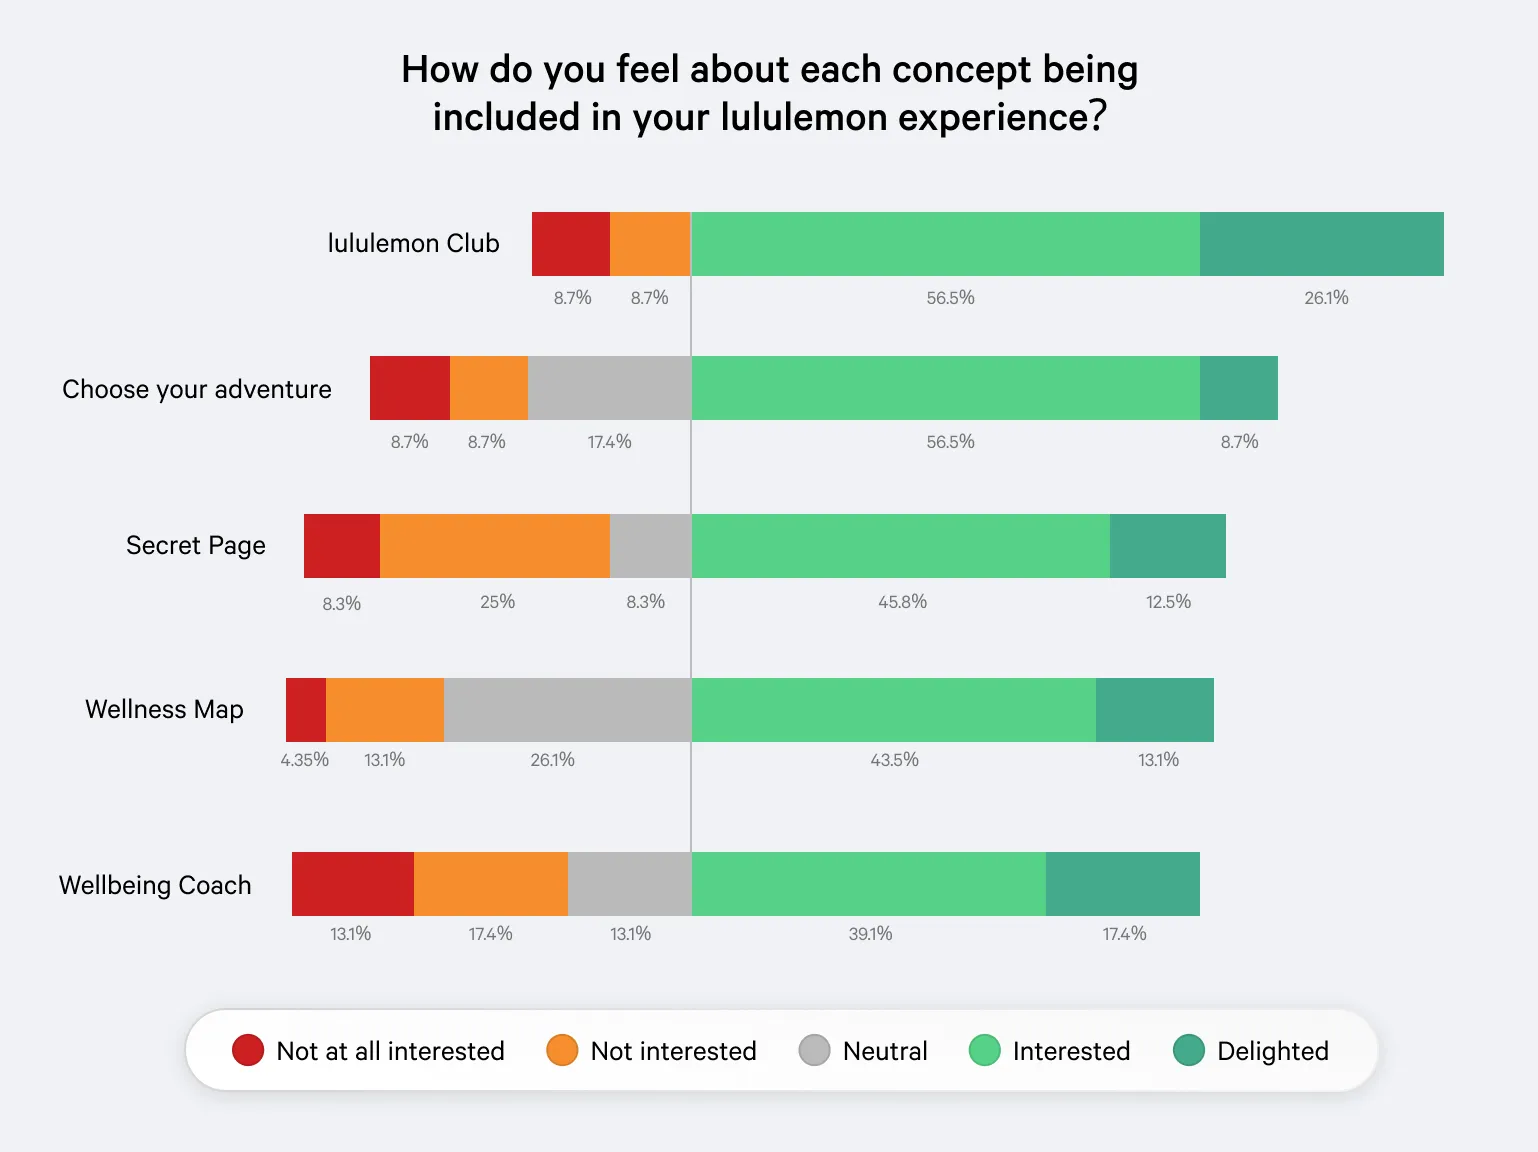 How do you feel about each concept being
included in your lululemon experience?
lululemon Club
8.7% 8.7% 56.5% 26.1%
Choose your adventure
8.7% 8.7% 17.4% 56.5% 8.7%
Secret Page
8.3% 25% 8.3% 45.8% 12.5%
Wellness Map
4.35% 13.1% 26.1% 43.5% 13.1%
Wellbeing Coach
13.1% 17.4% 13.1% 39.1% 17.4%
Not at all interested Not interested Neutral Interested Delighted